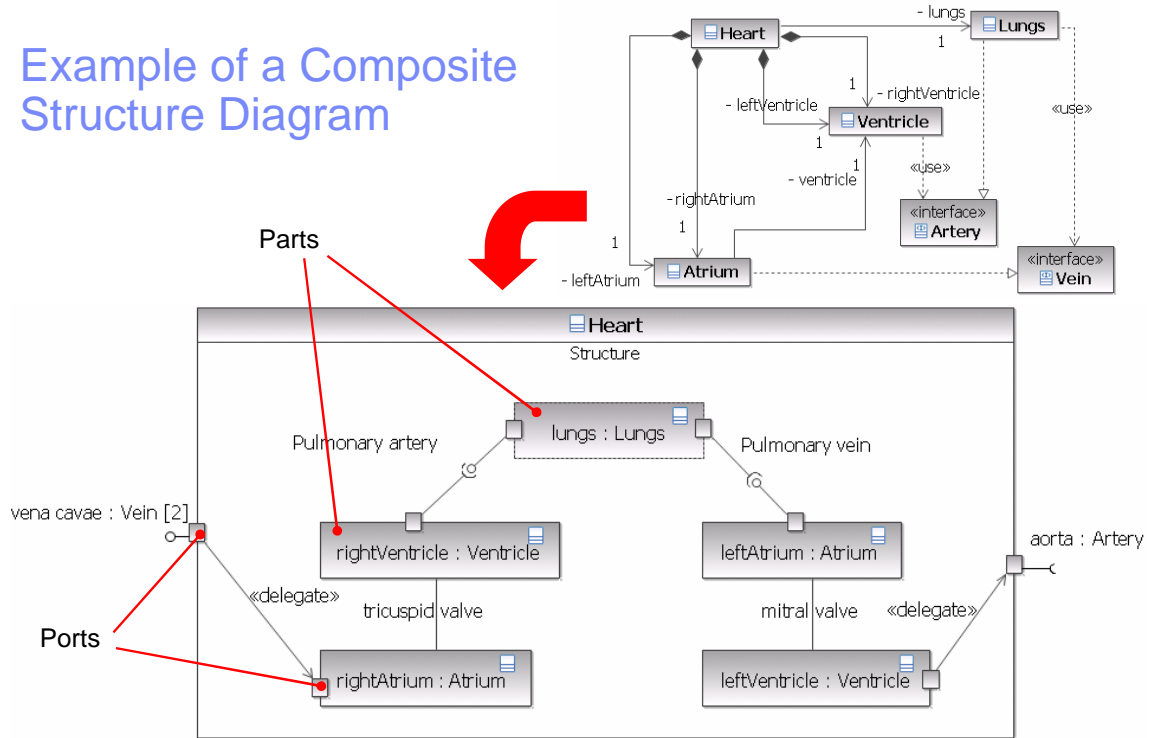 Example of a Composite
Structure Diagram
Heart
- lungs
1
Lungs
- leftVentricle
1
- rightVentricle
Ventricle
1
1
- ventricle
«use»
«use»
- rightAtrium
1
1
- leftAtrium
Atrium
«interface»
Artery
«interface»
Vein
Parts
Heart
Structure
lungs : Lungs
Pulmonary artery
Pulmonary vein
vena cavae : Vein [2]
rightVentricle : Ventricle
leftAtrium : Atrium
aorta : Artery
«delegate»
tricuspid valve
mitral valve
«delegate»
Ports
rightAtrium : Atrium
leftVentricle : Ventricle